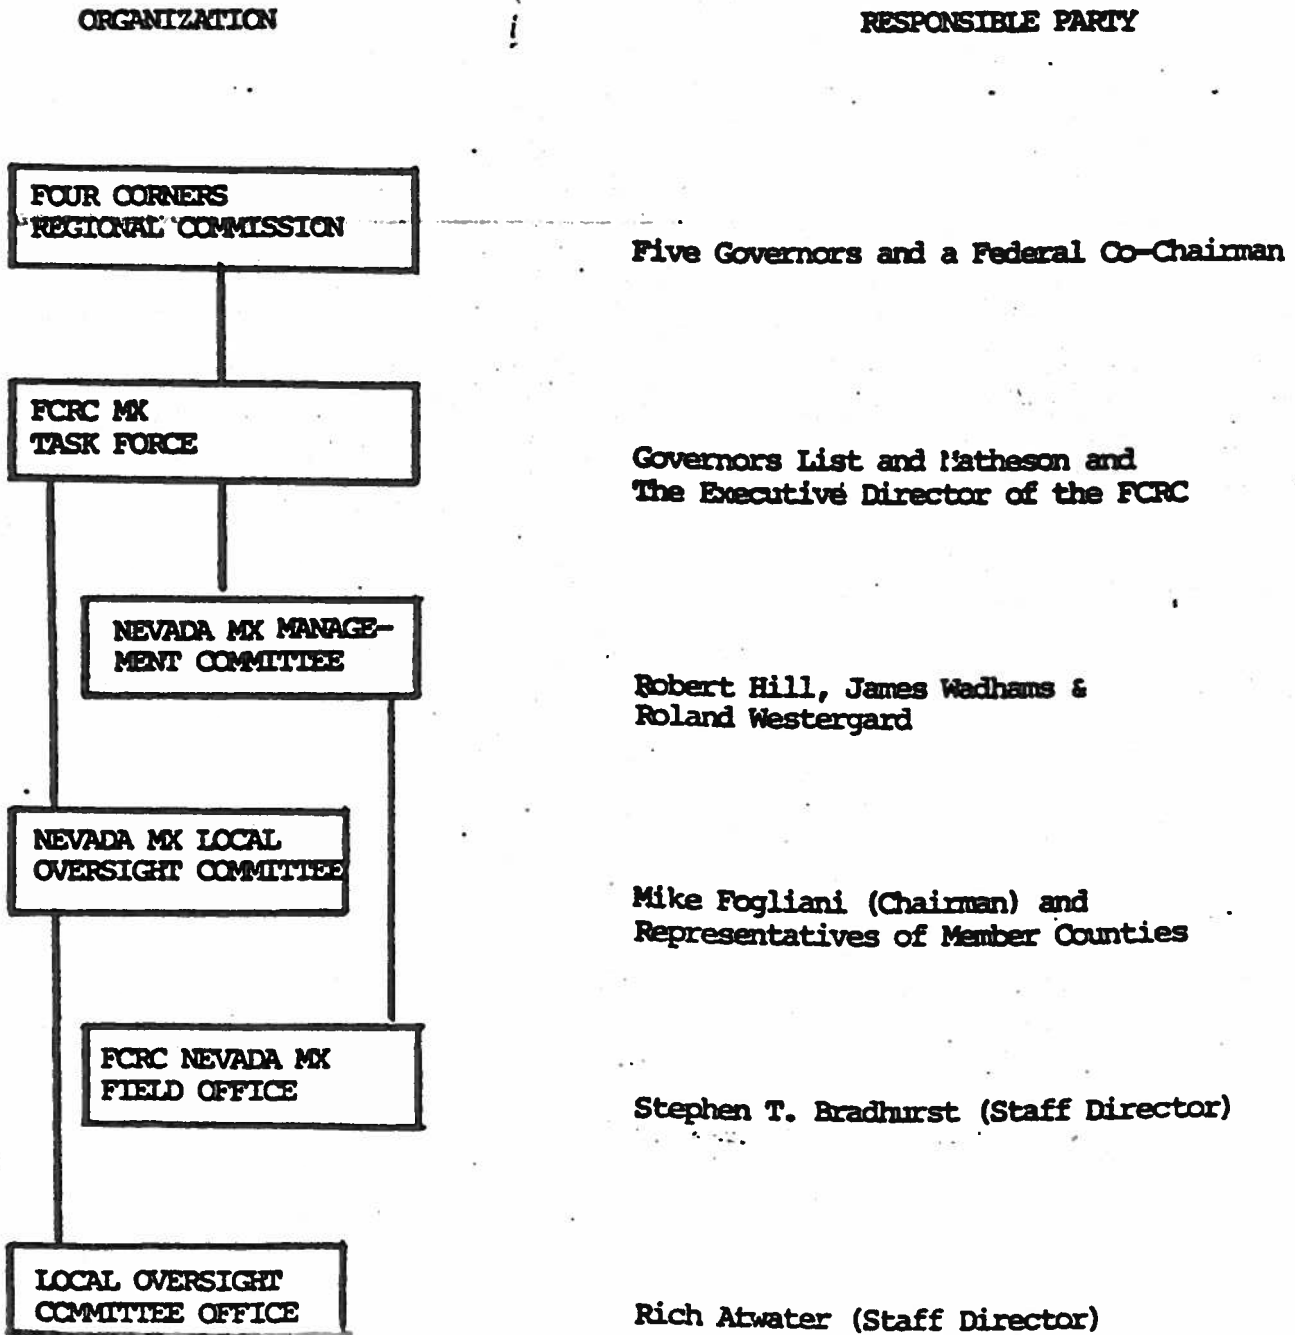 ORGANIZATION
RESPONSIBLE PARTY
FOUR CORNERS
REGIONAL COMMISSION
Five Governors and a Federal Co-Chairman
FCRC MX
TASK FORCE
Governors List and Matheson and
The Executive Director of the FCRC
NEVADA MX MANAGE-
MENT COMMITTEE
Robert Hill, James Wadhams &
Roland Westergard
NEVADA MX LOCAL
OVERSIGHT COMMITTEE
Mike Fogliani (Chairman) and
Representatives of Member Counties
FCRC NEVADA MX
FIELD OFFICE
Stephen T. Bradhurst (Staff Director)
LOCAL OVERSIGHT
COMMITTEE OFFICE
Rich Atwater (Staff Director)